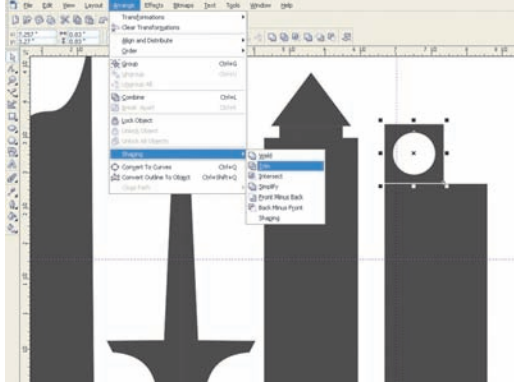 File Edit View Layout Arrange Effects Bitmaps Text Tools Window Help
Transformations
Clear Transformations
Align and Distribute
Order
Group Ctrl+G
Ungroup
Ungroup All
Combine Ctrl+L
Break Apart
Lock Object
Unlock Object
Unlock All Objects
Shaping
Convert To Curves Ctrl+Q
Convert Outline To Object Ctrl+Shift+Q
Close Path
Weld
Trim
Intersect
Simplify
Front Minus Back
Back Minus Front
Shaping